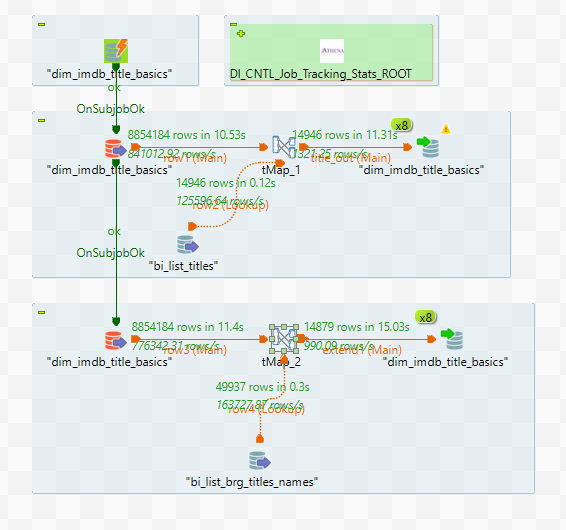 ATHENA
"dim_imdb_title_basics"
DI_CNTL_Job_Tracking_Stats_ROOT
ok
OnSubjobOk
8854184 rows in 10.53s
841012.92 rows/s
row1 (Main)
14946 rows in 11.31s
1321.25 rows/s
title_out (Main)
x8
"dim_imdb_title_basics"
tMap_1
"dim_imdb_title_basics"
14946 rows in 0.12s
125596.64 rows/s
row2 (Lookup)
ok
OnSubjobOk
"bi_list_titles"
8854184 rows in 11.4s
776342.31 rows/s
row3 (Main)
14879 rows in 15.03s
990.09 rows/s
extend1 (Main)
x8
"dim_imdb_title_basics"
tMap_2
"dim_imdb_title_basics"
49937 rows in 0.3s
163727.87 rows/s
row4 (Lookup)
"bi_list_brg_titles_names"